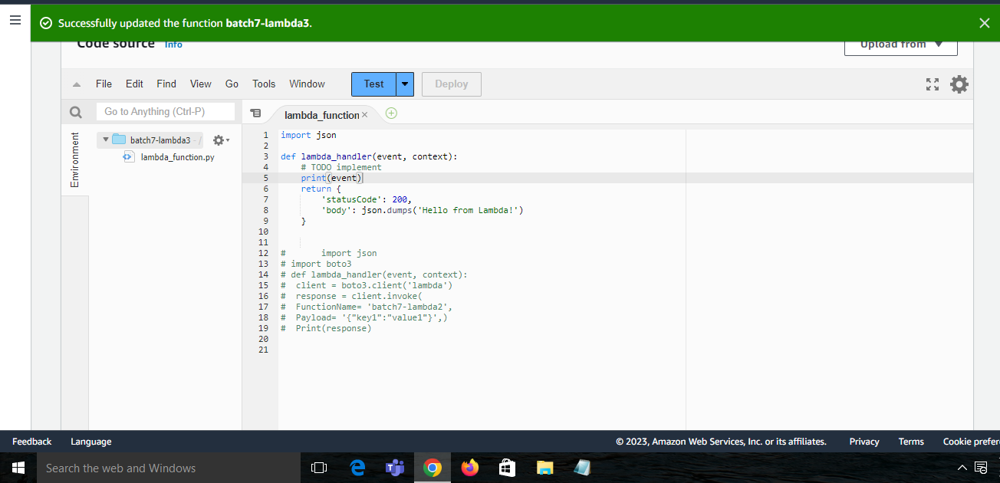 Successfully updated the function batch7-lambda3.
Code source Info
Upload from
File Edit Find View Go Tools Window Test Deploy
Go to Anything (Ctrl-P)
lambda_function
Environment
batch7-lambda3 - /
lambda_function.py
1 import json
2
3 def lambda_handler(event, context):
4     # TODO implement
5     print(event)
6     return {
7         'statusCode': 200,
8         'body': json.dumps('Hello from Lambda!')
9     }
10
11
12 #       import json
13 # import boto3
14 # def lambda_handler(event, context):
15 #  client = boto3.client('lambda')
16 #  response = client.invoke(
17 #  FunctionName= 'batch7-lambda2',
18 #  Payload= '{"key1":"value1"}',)
19 #  Print(response)
20
21
Feedback Language © 2023, Amazon Web Services, Inc. or its affiliates. Privacy Terms Cookie prefer
Search the web and Windows